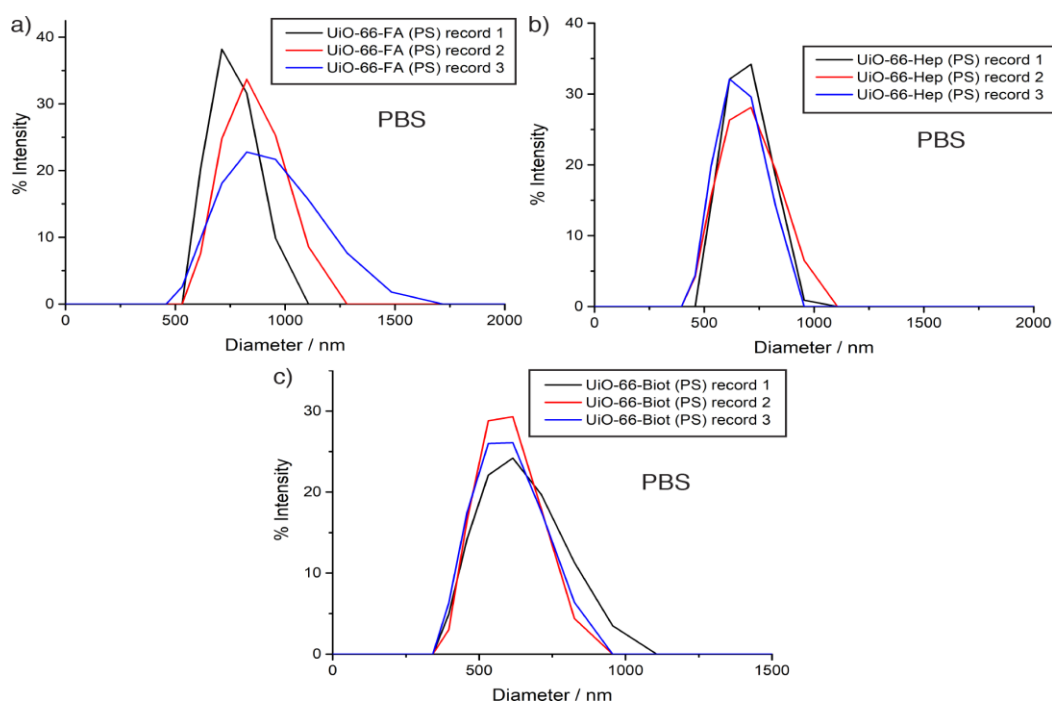 a)
UiO-66-FA (PS) record 1
UiO-66-FA (PS) record 2
UiO-66-FA (PS) record 3
PBS
% Intensity
40
30
20
10
0
0 500 1000 1500 2000
Diameter / nm
b)
UiO-66-Hep (PS) record 1
UiO-66-Hep (PS) record 2
UiO-66-Hep (PS) record 3
PBS
% Intensity
40
30
20
10
0
0 500 1000 1500 2000
Diameter / nm
c)
UiO-66-Biot (PS) record 1
UiO-66-Biot (PS) record 2
UiO-66-Biot (PS) record 3
PBS
% Intensity
30
20
10
0
0 500 1000 1500
Diameter / nm